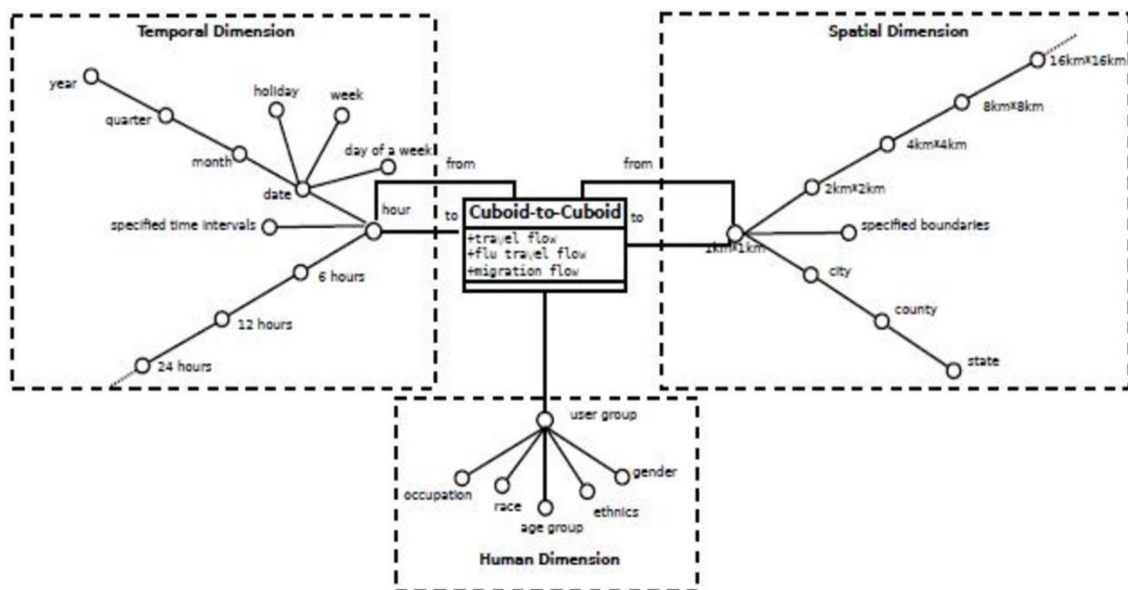 Temporal Dimension
Spatial Dimension
year
quarter
month
holiday
week
day of a week
date
specified time intervals
hour
6 hours
12 hours
24 hours
from
to
from
to
Cuboid-to-Cuboid
+travel flow
+flu travel flow
+migration flow
16km*16km
8km*8km
4km*4km
2km*2km
1km*1km
specified boundaries
city
county
state
user group
occupation
race
age group
ethnics
gender
Human Dimension